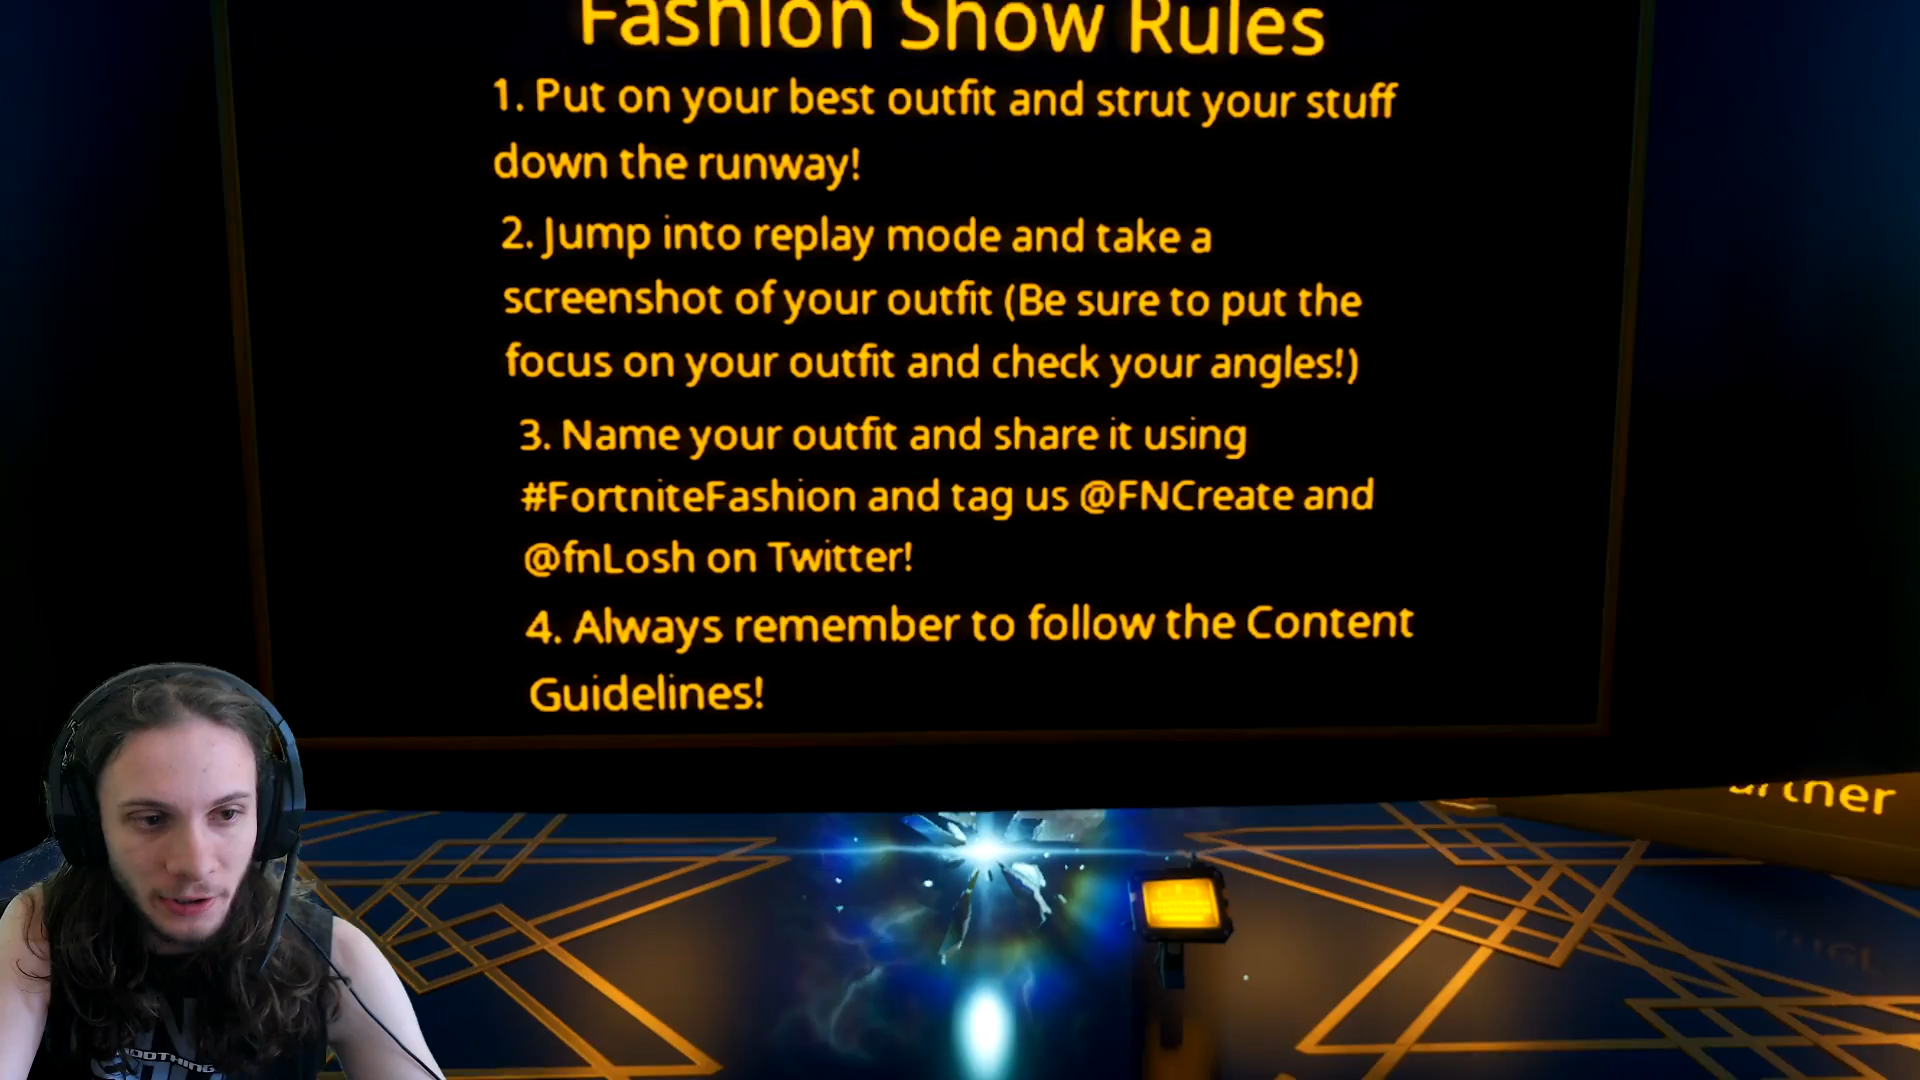 Fashion Show Rules
1. Put on your best outfit and strut your stuff
down the runway!
2. Jump into replay mode and take a
screenshot of your outfit (Be sure to put the
focus on your outfit and check your angles!)
3. Name your outfit and share it using
#FortniteFashion and tag us @FNCreate and
@fnLosh on Twitter!
4. Always remember to follow the Content
Guidelines!